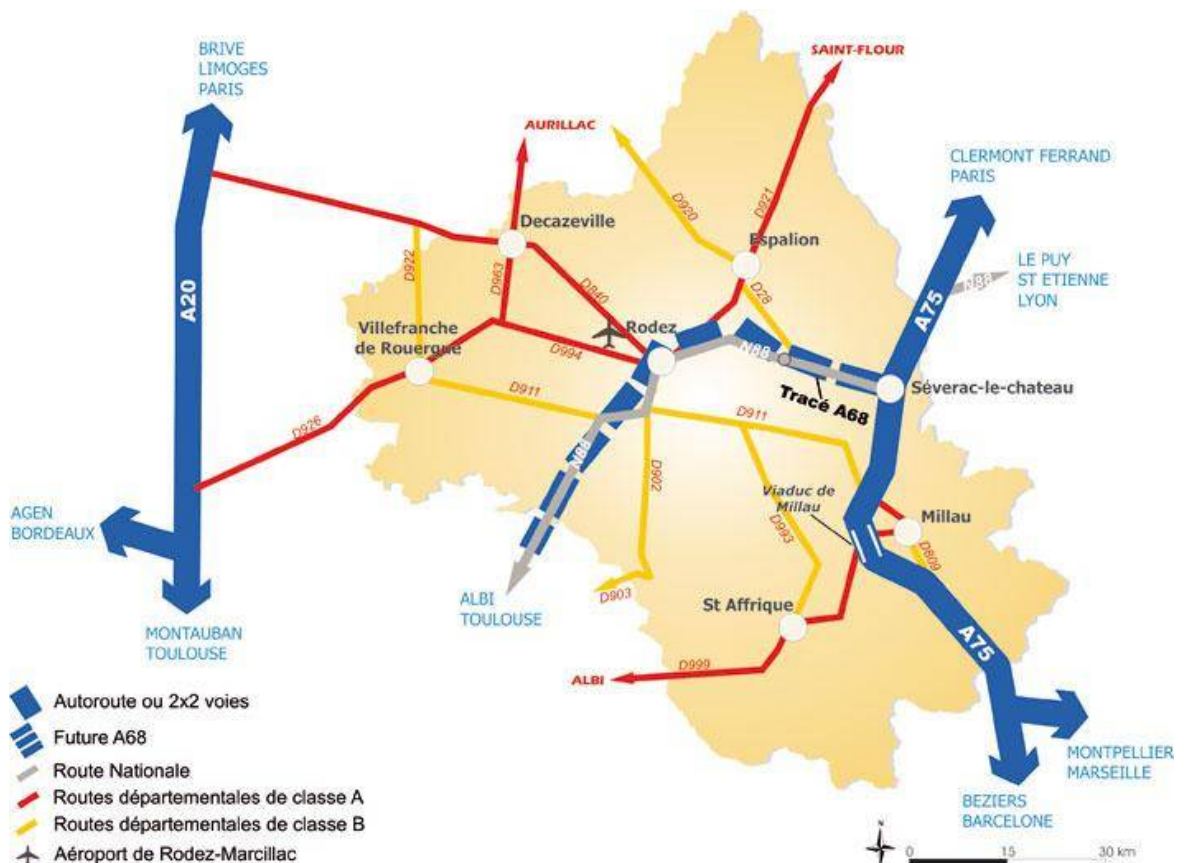 BRIVE
LIMOGES
PARIS
SAINT-FLOUR
AURILLAC
CLERMONT FERRAND
PARIS
D920
D921
Decazeville
Espalion
LE PUY
ST ETIENNE
LYON
N88
D922
D963
D840
D28
A20
A75
Villefranche
de Rouergue
Rodez
N88
D994
Séverac-le-chateau
Tracé A68
D911
D911
D926
N88
D902
Viaduc de
Millau
Millau
AGEN
BORDEAUX
D993
D809
ALBI
TOULOUSE
D903
St Affrique
MONTAUBAN
TOULOUSE
A75
D999
ALBI
Autoroute ou 2x2 voies
Future A68
Route Nationale
Routes départementales de classe A
Routes départementales de classe B
Aéroport de Rodez-Marcillac
MONTPELLIER
MARSEILLE
BEZIERS
BARCELONE
0 15 30 km